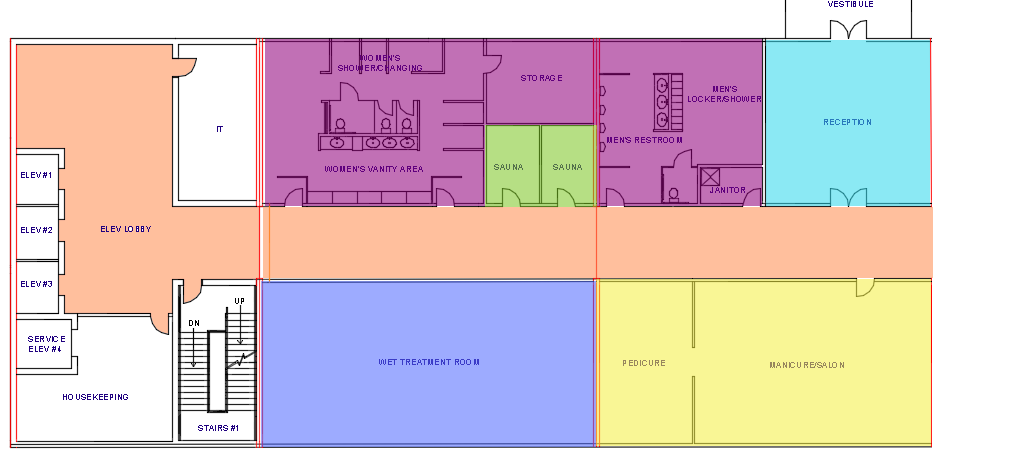 VESTIBULE
WOMEN'S
SHOWER/CHANGING
STORAGE
MEN'S
LOCKER/SHOWER
IT
RECEPTION
MEN'S RESTROOM
WOMEN'S VANITY AREA
SAUNA
SAUNA
JANITOR
ELEV #1
ELEV #2
ELEV LOBBY
ELEV #3
UP
DN
SERVICE
ELEV #4
WET TREATMENT ROOM
PEDICURE
MANICURE/SALON
HOUSEKEEPING
STAIRS #1